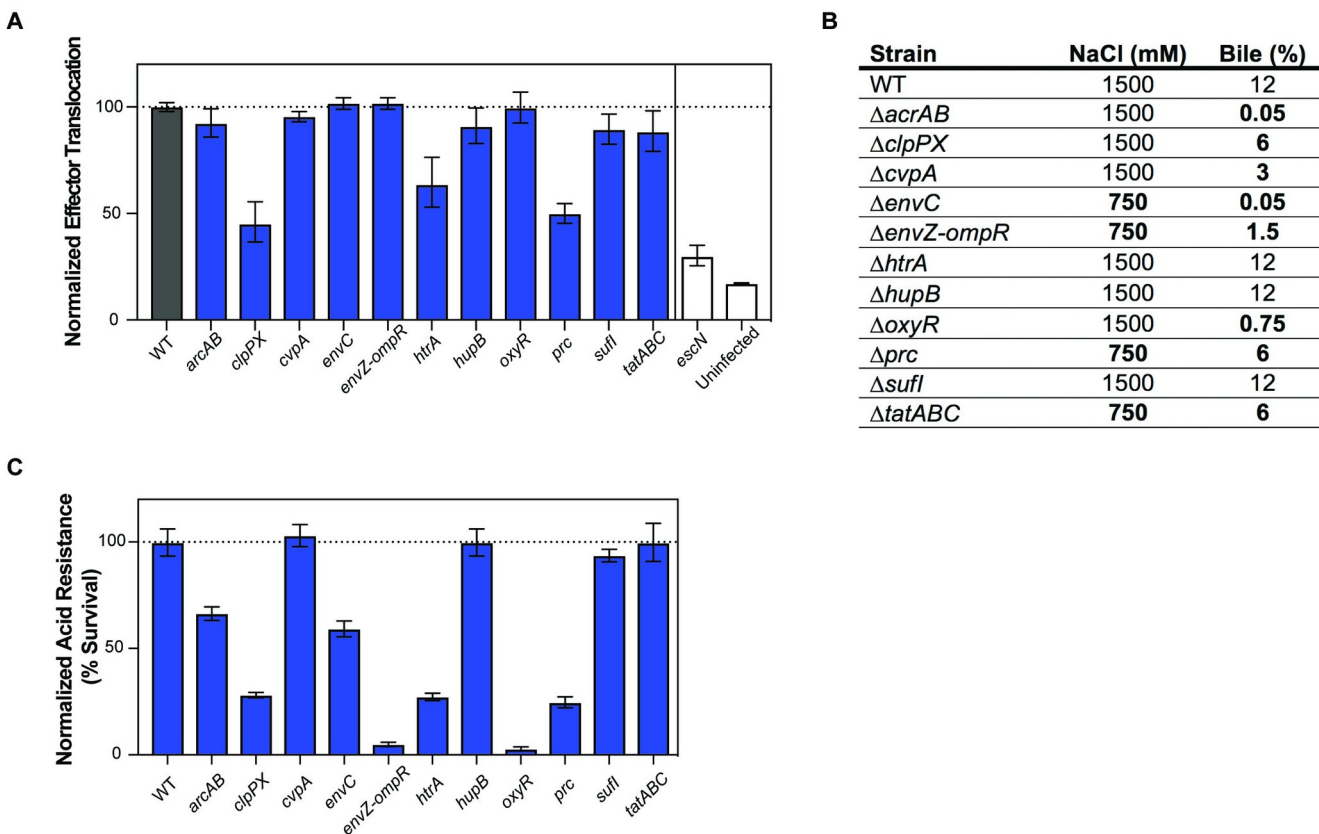 A
Normalized Effector Translocation
100
50
0
WT
arcAB
clpPX
cvpA
envC
envZ-ompR
htrA
hupB
oxyR
prc
sufI
tatABC
escN
Uninfected
B
Strain NaCl (mM) Bile (%)
WT 1500 12
ΔacrAB 1500 0.05
ΔclpPX 1500 6
ΔcvpA 1500 3
ΔenvC 750 0.05
ΔenvZ-ompR 750 1.5
ΔhtrA 1500 12
ΔhupB 1500 12
ΔoxyR 1500 0.75
Δprc 750 6
ΔsufI 1500 12
ΔtatABC 750 6
C
Normalized Acid Resistance
(% Survival)
100
50
0
WT
arcAB
clpPX
cvpA
envC
envZ-ompR
htrA
hupB
oxyR
prc
sufI
tatABC